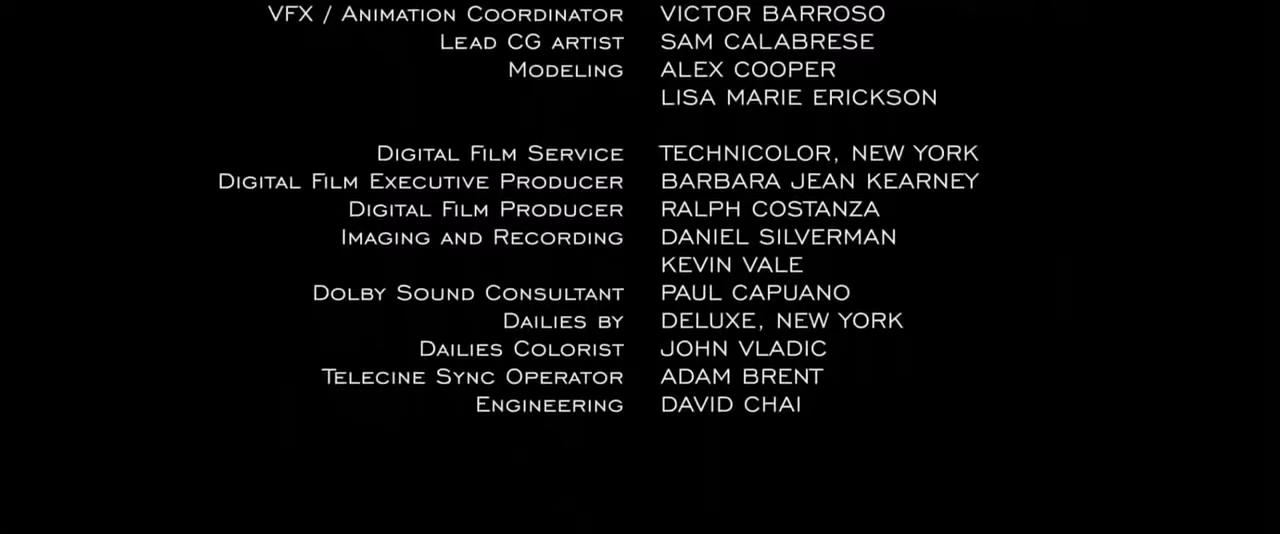 VFX / Animation Coordinator VICTOR BARROSO
Lead CG artist SAM CALABRESE
Modeling ALEX COOPER
LISA MARIE ERICKSON
Digital Film Service TECHNICOLOR, NEW YORK
Digital Film Executive Producer BARBARA JEAN KEARNEY
Digital Film Producer RALPH COSTANZA
Imaging and Recording DANIEL SILVERMAN
KEVIN VALE
Dolby Sound Consultant PAUL CAPUANO
Dailies by DELUXE, NEW YORK
Dailies Colorist JOHN VLADIC
Telecine Sync Operator ADAM BRENT
Engineering DAVID CHAI